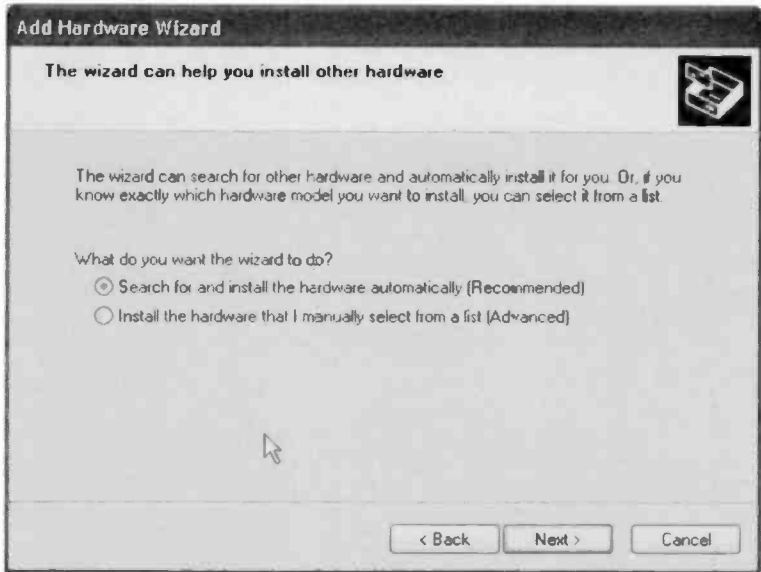 Add Hardware Wizard
The wizard can help you install other hardware
The wizard can search for other hardware and automatically install it for you. Or, if you
know exactly which hardware model you want to install, you can select it from a list.
What do you want the wizard to do?
Search for and install the hardware automatically (Recommended)
Install the hardware that I manually select from a list (Advanced)
< Back
Next >
Cancel